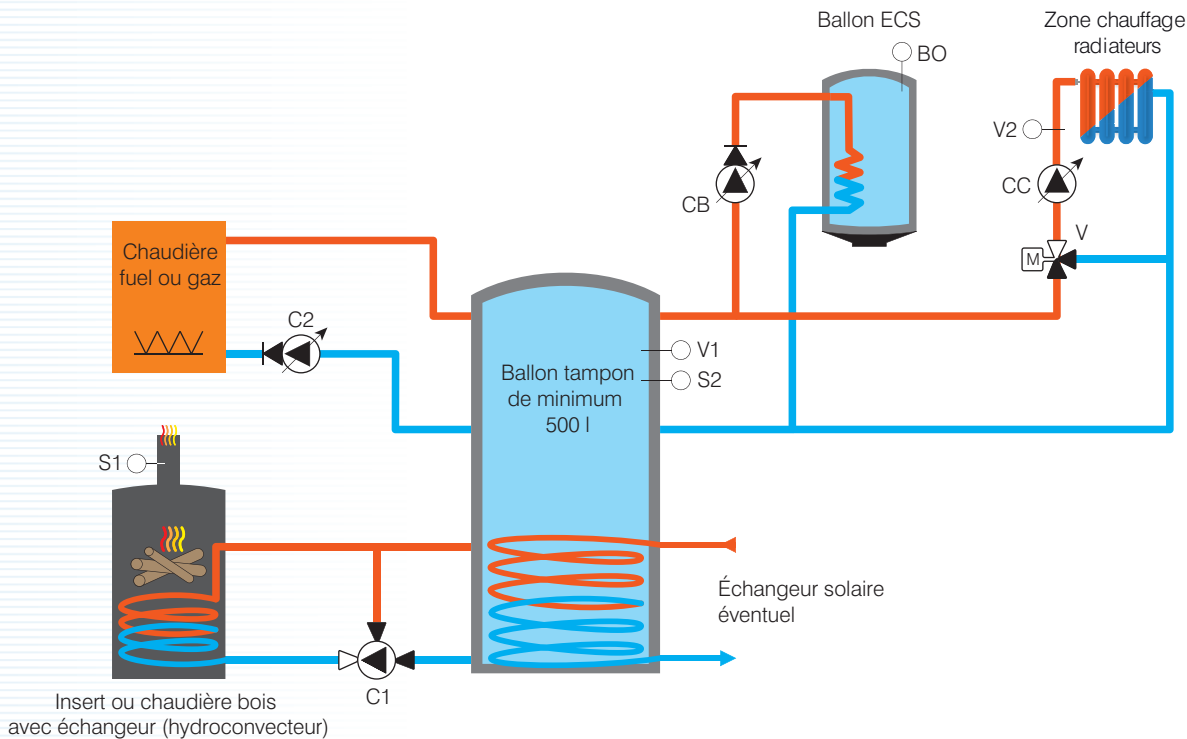 Ballon ECS
BO
Zone chauffage
radiateurs
V2
CC
V
M
CB
Chaudière
fuel ou gaz
C2
V1
S2
Ballon tampon
de minimum
500 l
S1
Échangeur solaire
éventuel
C1
Insert ou chaudière bois
avec échangeur (hydroconvecteur)